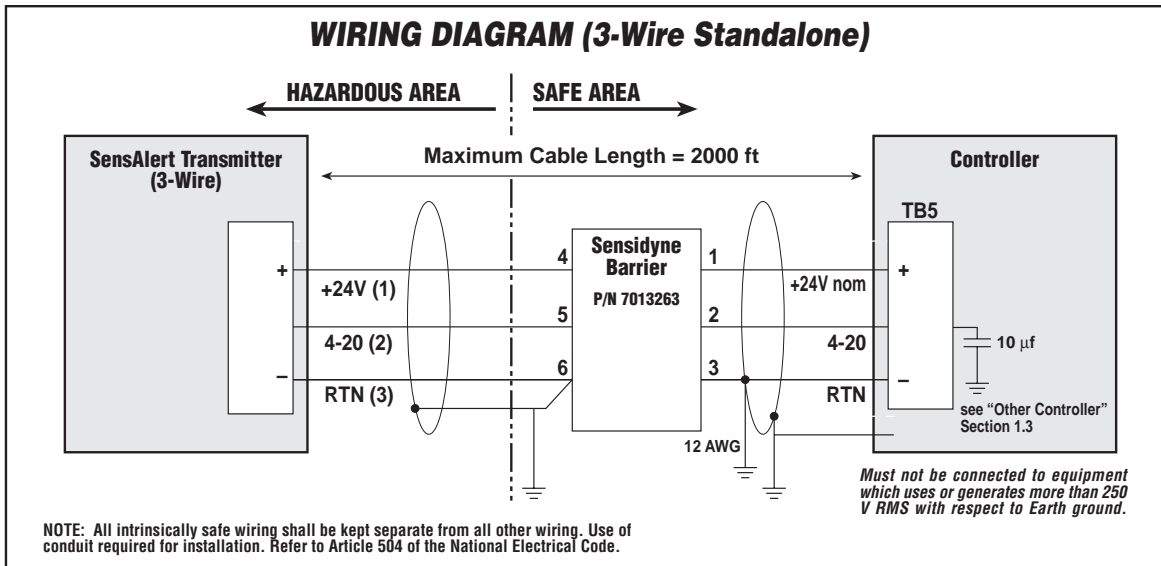 WIRING DIAGRAM (3-Wire Standalone)
HAZARDOUS AREA
SAFE AREA
Maximum Cable Length = 2000 ft
SensAlert Transmitter
(3-Wire)
+
+24V (1)
4-20 (2)
–
RTN (3)
4
5
6
Sensidyne
Barrier
P/N 7013263
1
2
3
12 AWG
+24V nom
4-20
RTN
Controller
TB5
+
–
10 µf
see "Other Controller"
Section 1.3
Must not be connected to equipment
which uses or generates more than 250
V RMS with respect to Earth ground.
NOTE: All intrinsically safe wiring shall be kept separate from all other wiring. Use of
conduit required for installation. Refer to Article 504 of the National Electrical Code.